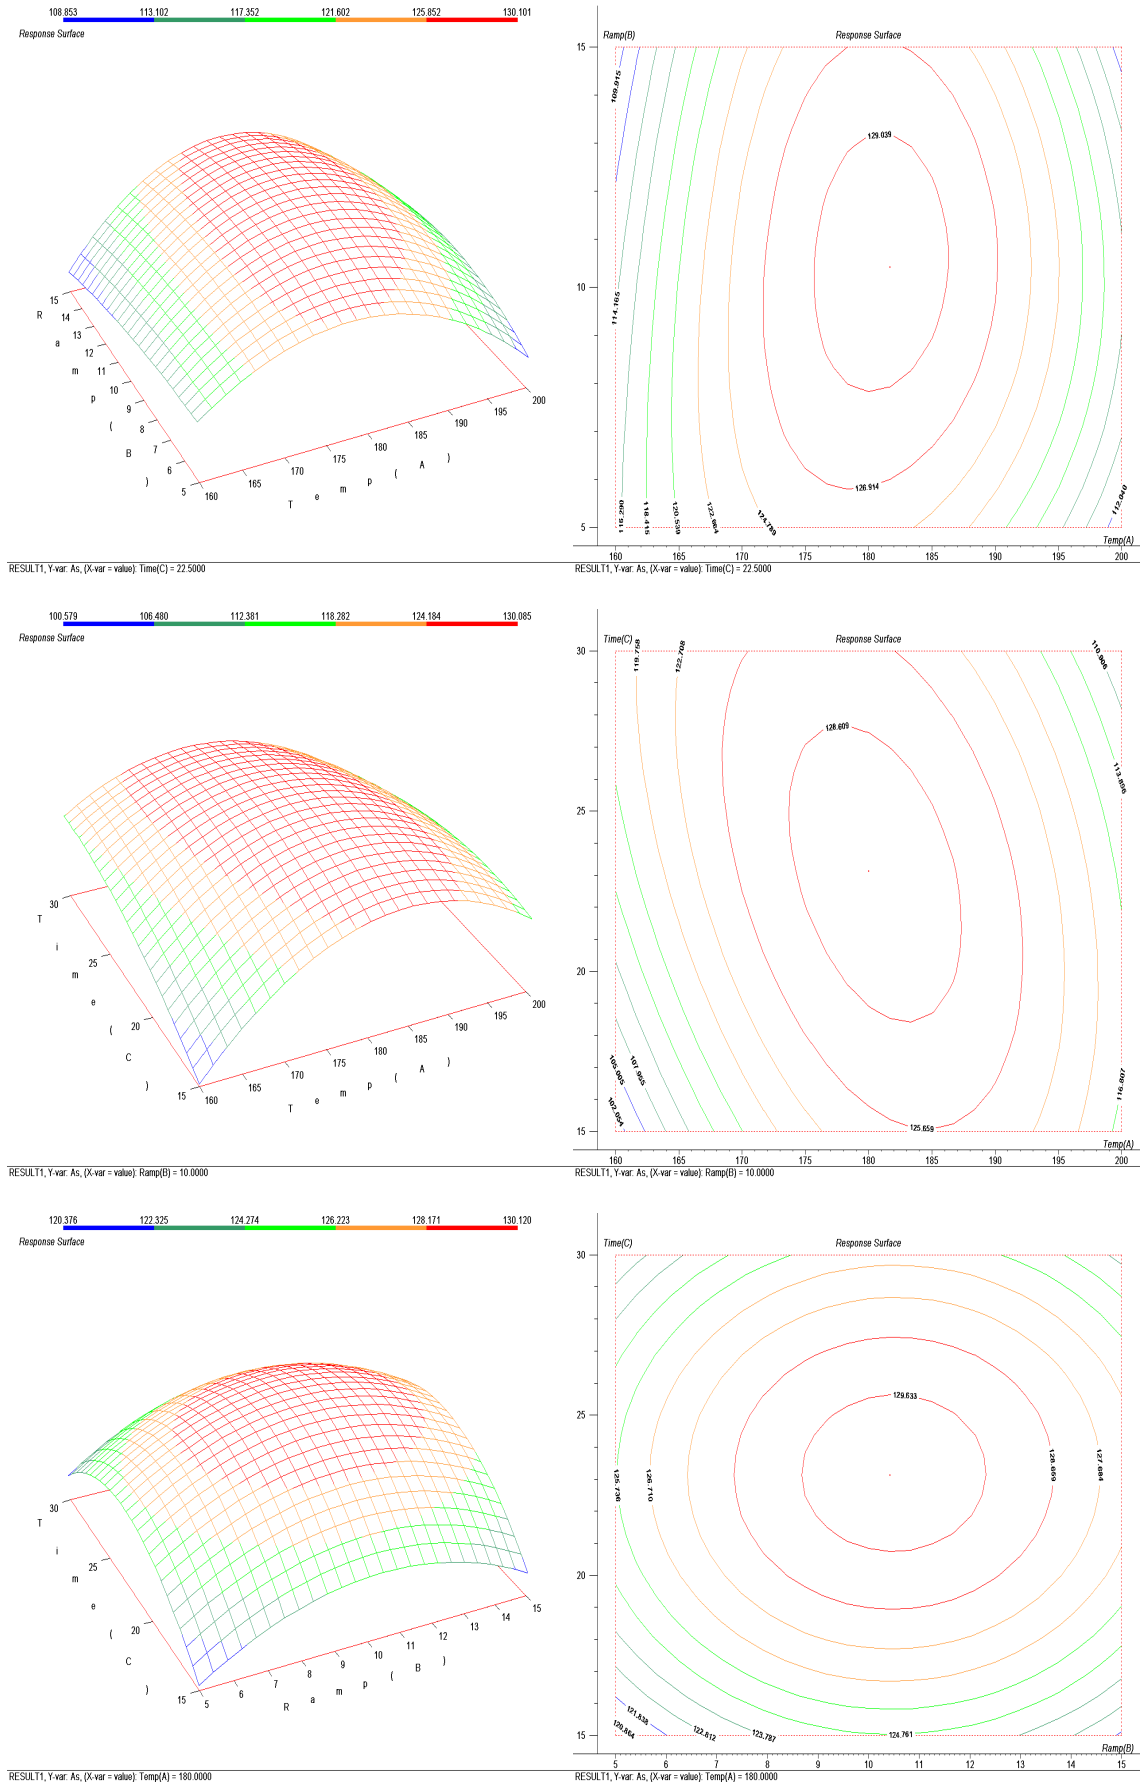 108.853 113.102 117.352 121.602 125.852 130.101
Response Surface
15
14
13
12
11
10
9
8
7
6
5
R a m p ( B )
160 165 170 175 180 185 190 195 200
T e m p ( A )
RESULT1, Y-var: As, (X-var = value): Time(C) = 22.5000
Ramp(B)
Response Surface
15
10
5
109.915
114.165
129.039
126.914
116.290
118.415
120.539
122.664
124.789
112.040
Temp(A)
160 165 170 175 180 185 190 195 200
RESULT1, Y-var: As, (X-var = value): Time(C) = 22.5000
100.579 106.480 112.381 118.282 124.184 130.085
Response Surface
30
25
20
15
T i m e ( C )
160 165 170 175 180 185 190 195 200
T e m p ( A )
RESULT1, Y-var: As, (X-var = value): Ramp(B) = 10.0000
Time(C)
Response Surface
30
25
20
15
119.758
122.708
110.906
128.609
113.856
105.005
107.955
102.054
125.659
116.807
Temp(A)
160 165 170 175 180 185 190 195 200
RESULT1, Y-var: As, (X-var = value): Ramp(B) = 10.0000
120.376 122.325 124.274 126.223 128.171 130.120
Response Surface
30
25
20
15
T i m e ( C )
5 6 7 8 9 10 11 12 13 14 15
R a m p ( B )
RESULT1, Y-var: As, (X-var = value): Temp(A) = 180.0000
Time(C)
Response Surface
30
25
20
15
129.633
125.736
126.710
128.659
127.684
121.838
120.864
122.812
123.787
124.761
Ramp(B)
5 6 7 8 9 10 11 12 13 14 15
RESULT1, Y-var: As, (X-var = value): Temp(A) = 180.0000